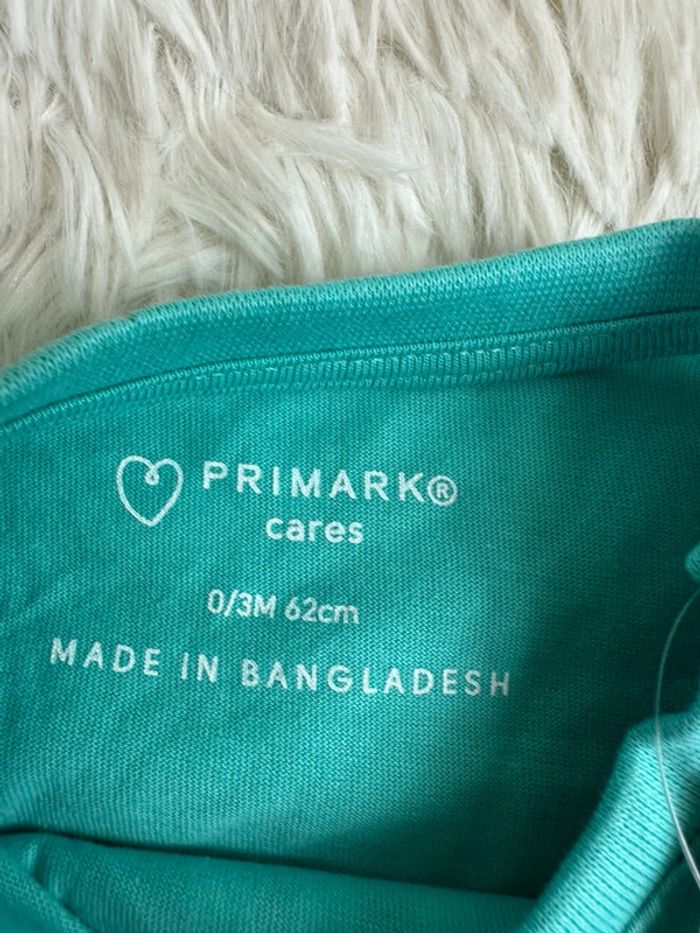 PRIMARK®
cares
0/3M 62cm
MADE IN BANGLADESH